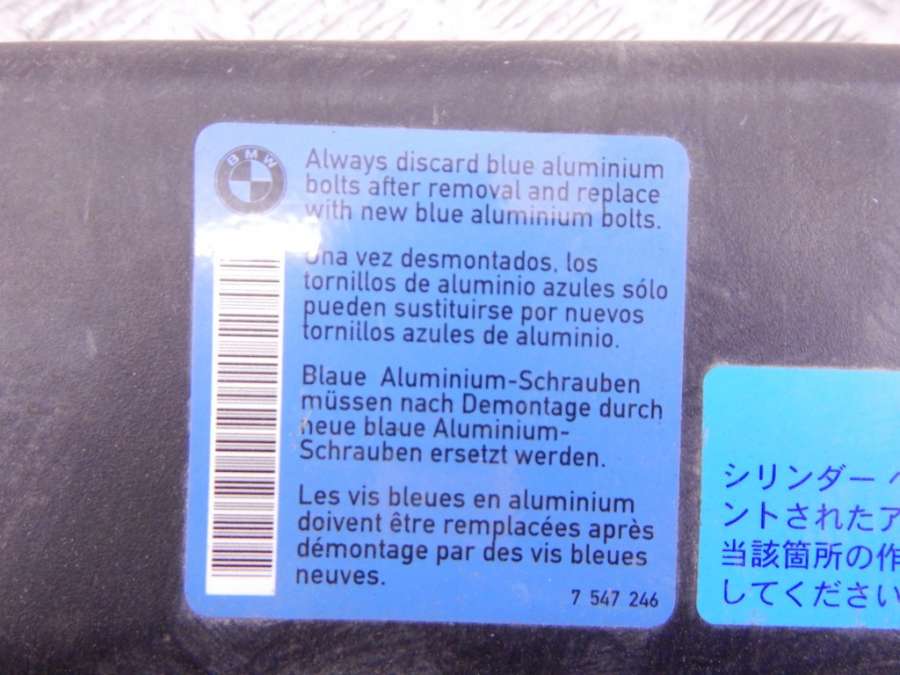 BMW
Always discard blue aluminium
bolts after removal and replace
with new blue aluminium bolts.
Una vez desmontados, los
tornillos de aluminio azules sólo
pueden sustituirse por nuevos
tornillos azules de aluminio.
Blaue Aluminium-Schrauben
müssen nach Demontage durch
neue blaue Aluminium-
Schrauben ersetzt werden.
Les vis bleues en aluminium
doivent être remplacées après
démontage par des vis bleues
neuves.
7 547 246
シリンダー
ントされたア
当該箇所の作
してください